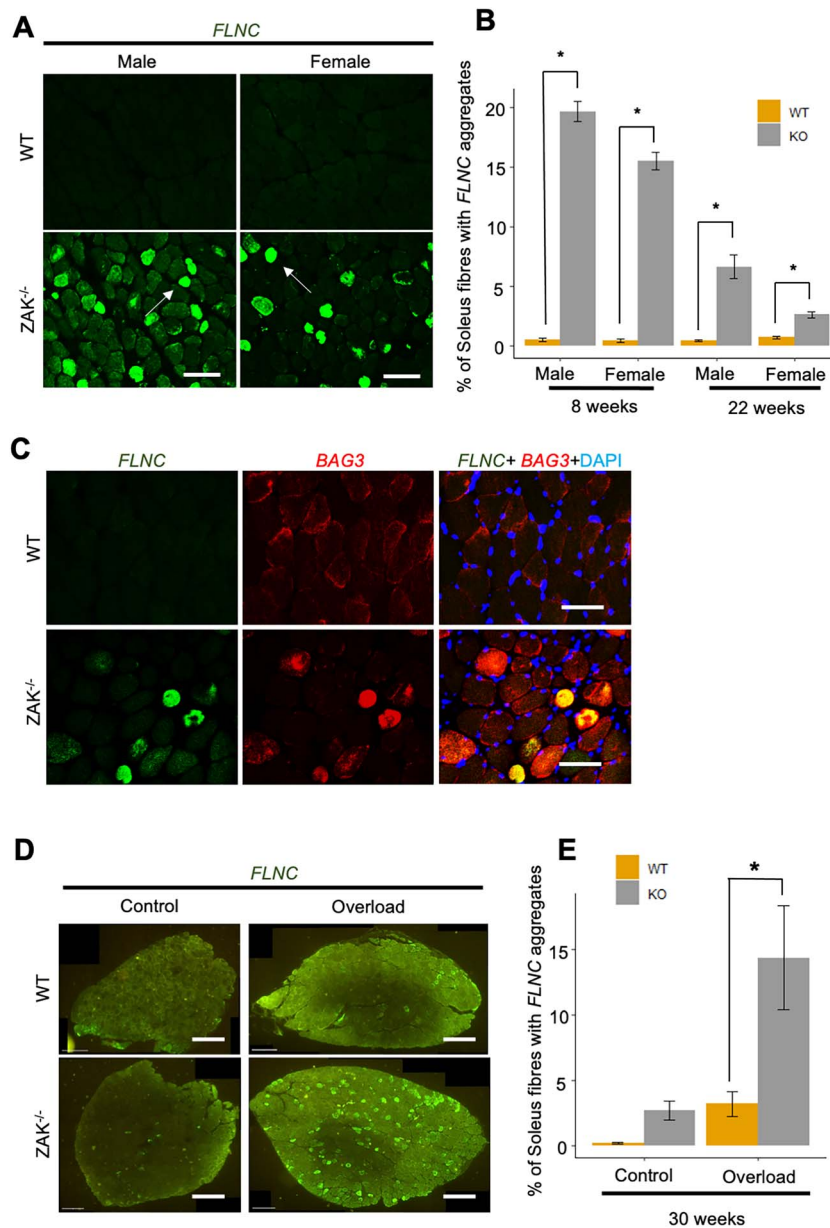 A
FLNC
Male Female
WT
ZAK-/-
B
% of Soleus fibres with FLNC aggregates
20
15
10
5
0
* * * *
WT
KO
Male Female Male Female
8 weeks 22 weeks
C
FLNC BAG3 FLNC+ BAG3+DAPI
WT
ZAK-/-
D
FLNC
Control Overload
WT
ZAK-/-
E
% of Soleus fibres with FLNC aggregates
15
10
5
0
WT
KO
*
Control Overload
30 weeks